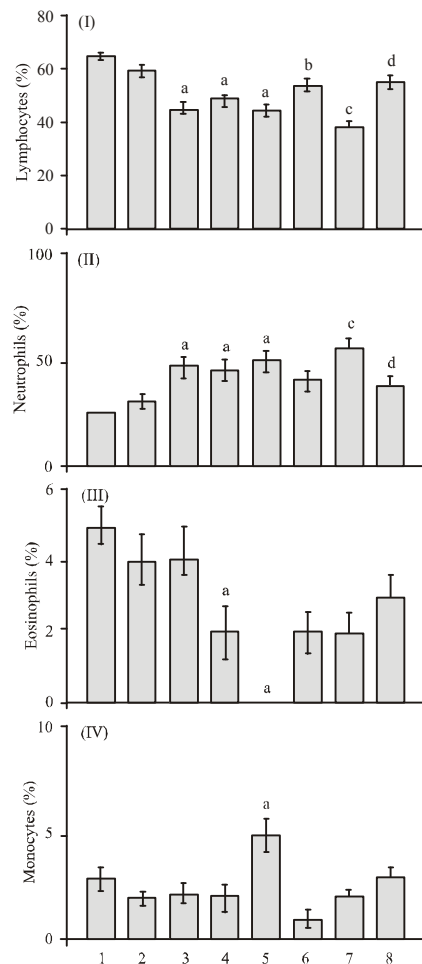 (I)
Lymphocytes (%)
80
60
40
20
0
a
a
a
b
c
d
(II)
Neutrophils (%)
100
50
0
a
a
a
c
d
(III)
Eosinophils (%)
6
4
2
0
a
a
(IV)
Monocytes (%)
10
5
0
a
1 2 3 4 5 6 7 8